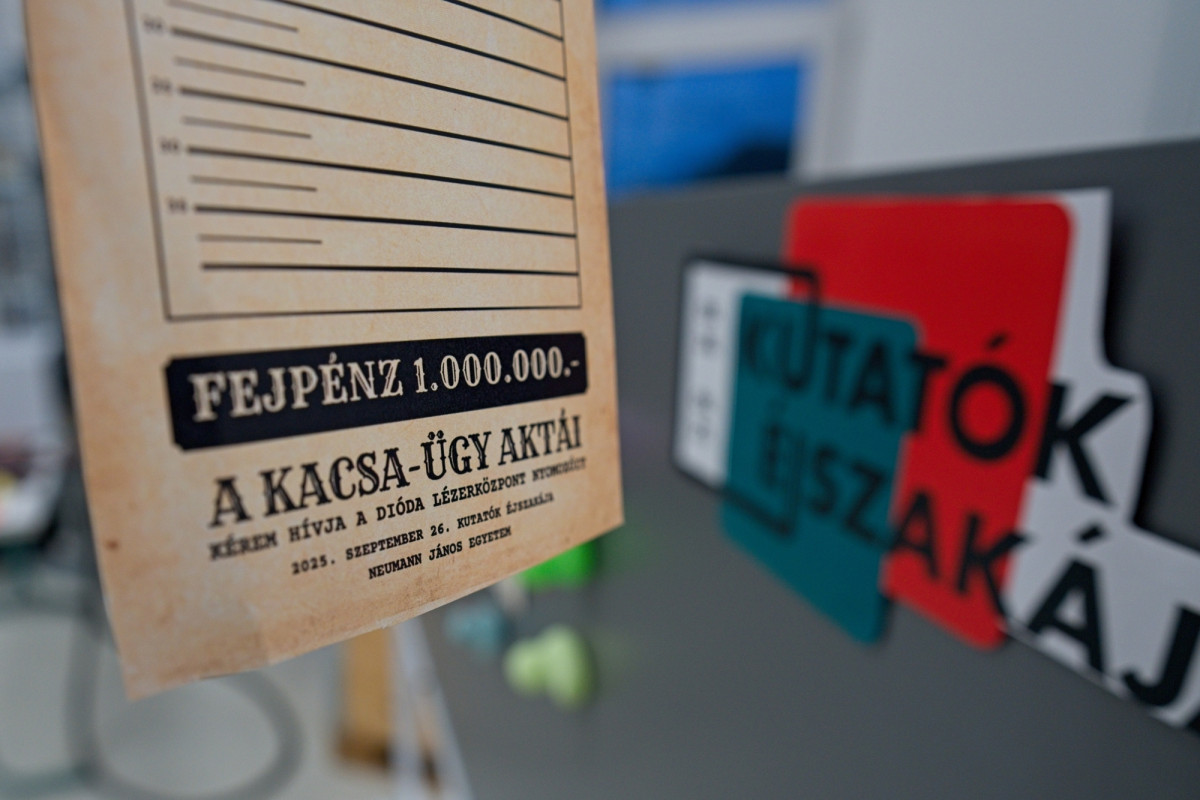 FEJPÉNZ 1.000.000.-
A KACSA-ÜGY AKTÁI
KÉREM HÍVJA A DIÓDA LÉZERKÖZPONT NYOMOZÓIT
2025. SZEPTEMBER 26. KUTATÓK ÉJSZAKÁJA
NEUMANN JÁNOS EGYETEM
KUTATÓK
ÉJSZAKÁJ